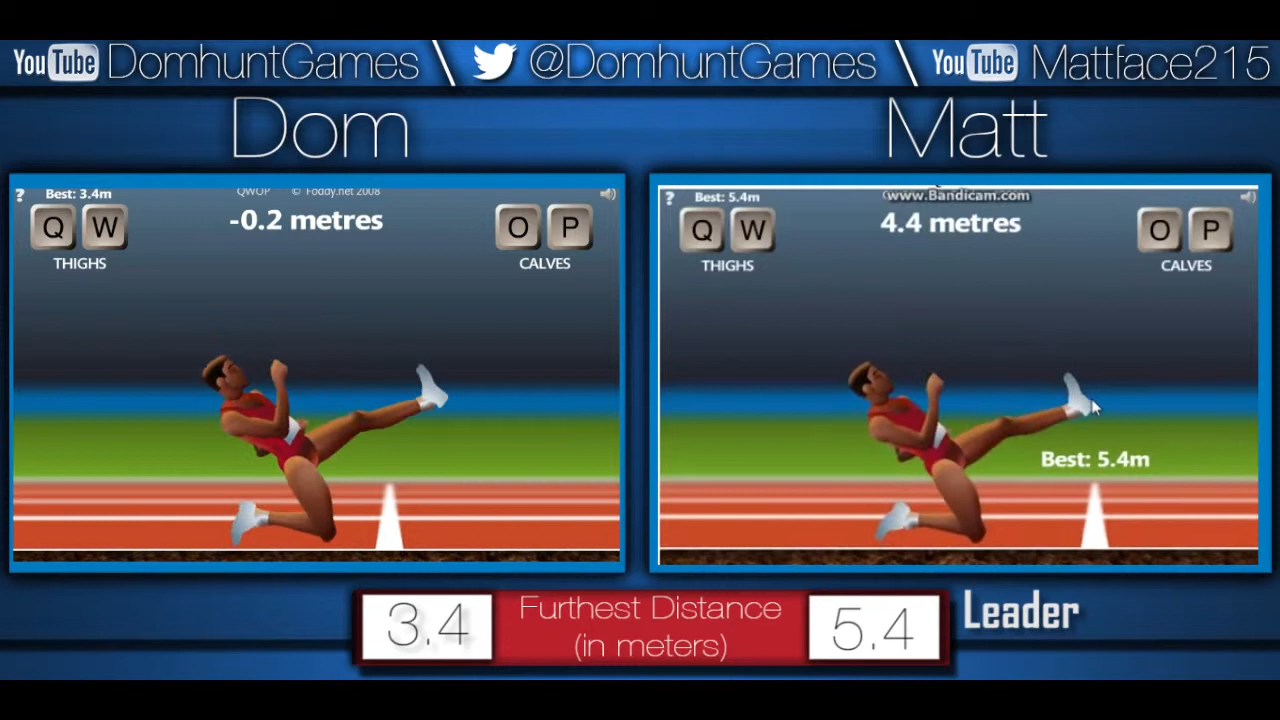 YouTube DomhuntGames \ @DomhuntGames \ YouTube Mattface215
Dom
Matt
? Best: 3.4m QWOP © Foddy.net 2008
-0.2 metres
Q W O P
THIGHS CALVES
? Best: 5.4m www.Bandicam.com
4.4 metres
Q W O P
THIGHS CALVES
Best: 5.4m
3.4 Furthest Distance 5.4 Leader
(in meters)